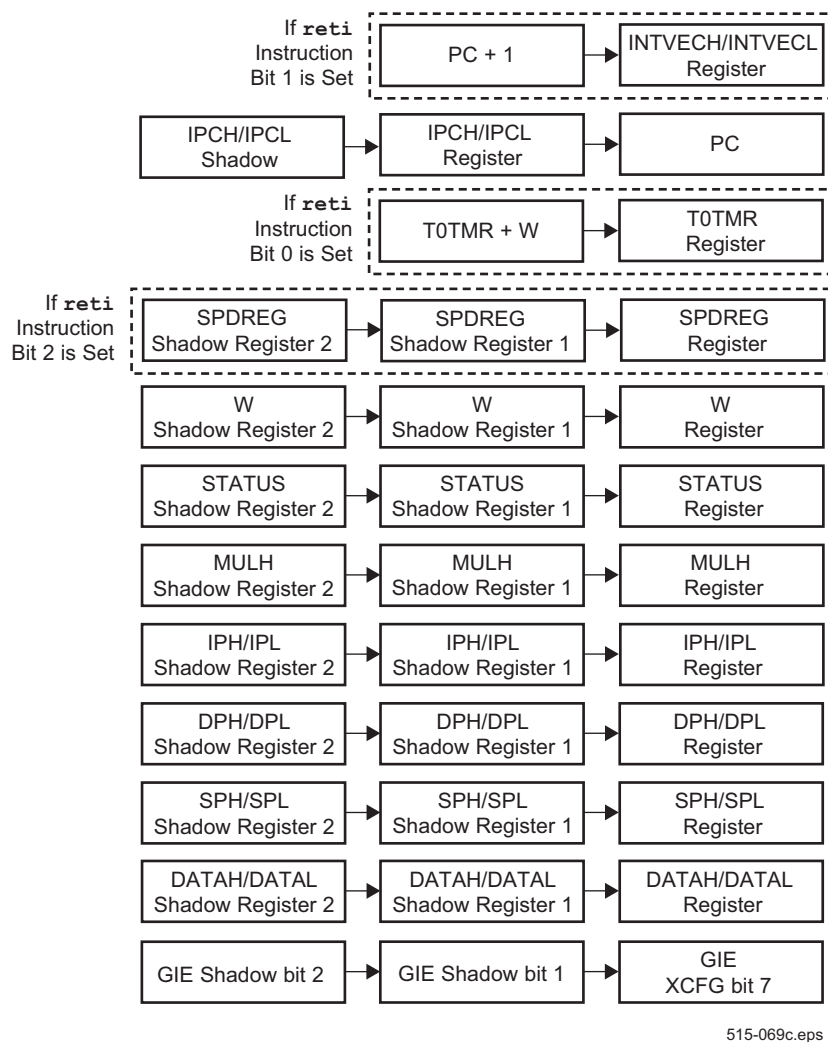 If reti
Instruction
Bit 1 is Set
PC + 1
INTVECH/INTVECL
Register
IPCH/IPCL
Shadow
IPCH/IPCL
Register
PC
If reti
Instruction
Bit 0 is Set
T0TMR + W
T0TMR
Register
If reti
Instruction
Bit 2 is Set
SPDREG
Shadow Register 2
SPDREG
Shadow Register 1
SPDREG
Register
W
Shadow Register 2
W
Shadow Register 1
W
Register
STATUS
Shadow Register 2
STATUS
Shadow Register 1
STATUS
Register
MULH
Shadow Register 2
MULH
Shadow Register 1
MULH
Register
IPH/IPL
Shadow Register 2
IPH/IPL
Shadow Register 1
IPH/IPL
Register
DPH/DPL
Shadow Register 2
DPH/DPL
Shadow Register 1
DPH/DPL
Register
SPH/SPL
Shadow Register 2
SPH/SPL
Shadow Register 1
SPH/SPL
Register
DATAH/DATAL
Shadow Register 2
DATAH/DATAL
Shadow Register 1
DATAH/DATAL
Register
GIE Shadow bit 2
GIE Shadow bit 1
GIE
XCFG bit 7
515-069c.eps